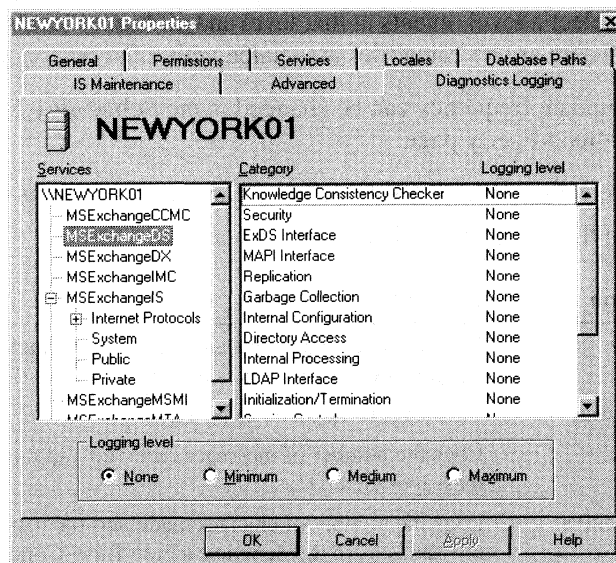 NEWYORK01 Properties
General Permissions Services Locales Database Paths
IS Maintenance Advanced Diagnostics Logging
NEWYORK01
Services Category Logging level
\\NEWYORK01 Knowledge Consistency Checker None
MSExchangeCCMC Security None
MSExchangeDS ExDS Interface None
MSExchangeDX MAPI Interface None
MSExchangeIMC Replication None
MSExchangeIS Garbage Collection None
Internet Protocols Internal Configuration None
System Directory Access None
Public Internal Processing None
Private LDAP Interface None
MSExchangeMSMI Initialization/Termination None
MSExchangeMTA
Logging level
None Minimum Medium Maximum
OK Cancel Apply Help